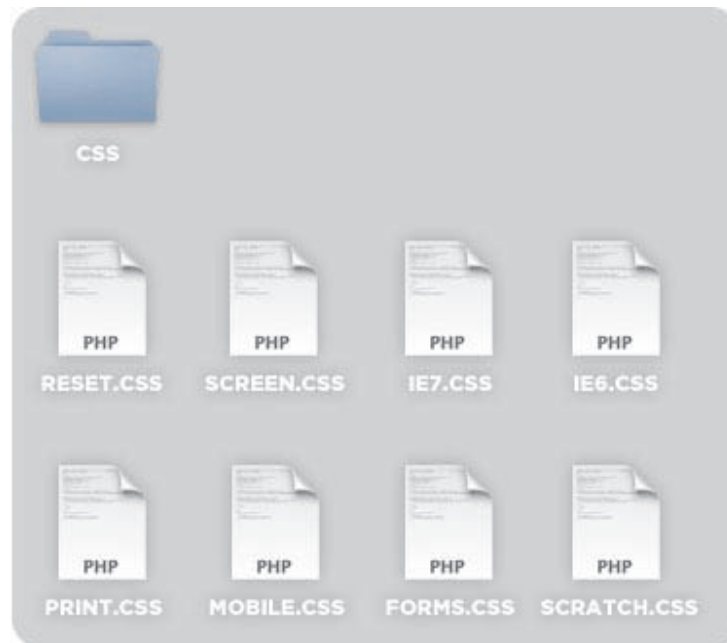 CSS
PHP PHP PHP PHP
RESET.CSS SCREEN.CSS IE7.CSS IE6.CSS
PHP PHP PHP PHP
PRINT.CSS MOBILE.CSS FORMS.CSS SCRATCH.CSS